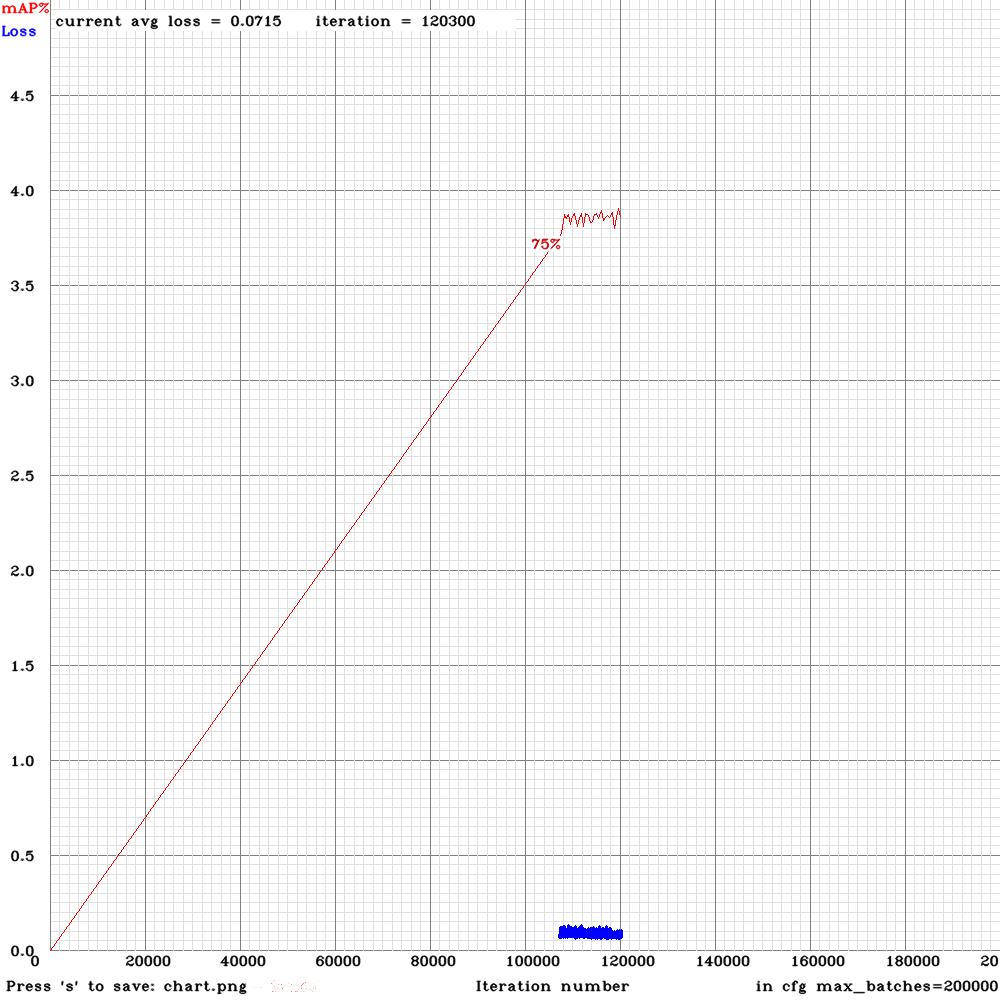 mAP%
current avg loss = 0.0715 iteration = 120300
Loss
4.5
4.0
75%
3.5
3.0
2.5
2.0
1.5
1.0
0.5
0.0
0 20000 40000 60000 80000 100000 120000 140000 160000 180000 20
Press 's' to save: chart.png Iteration number in cfg max_batches=200000